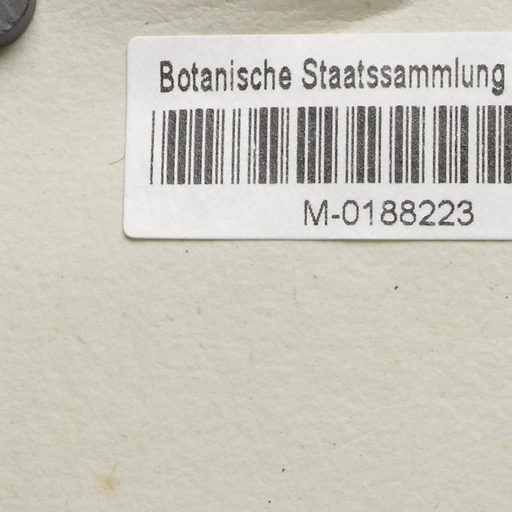 Botanische Staatssammlung
M-0188223